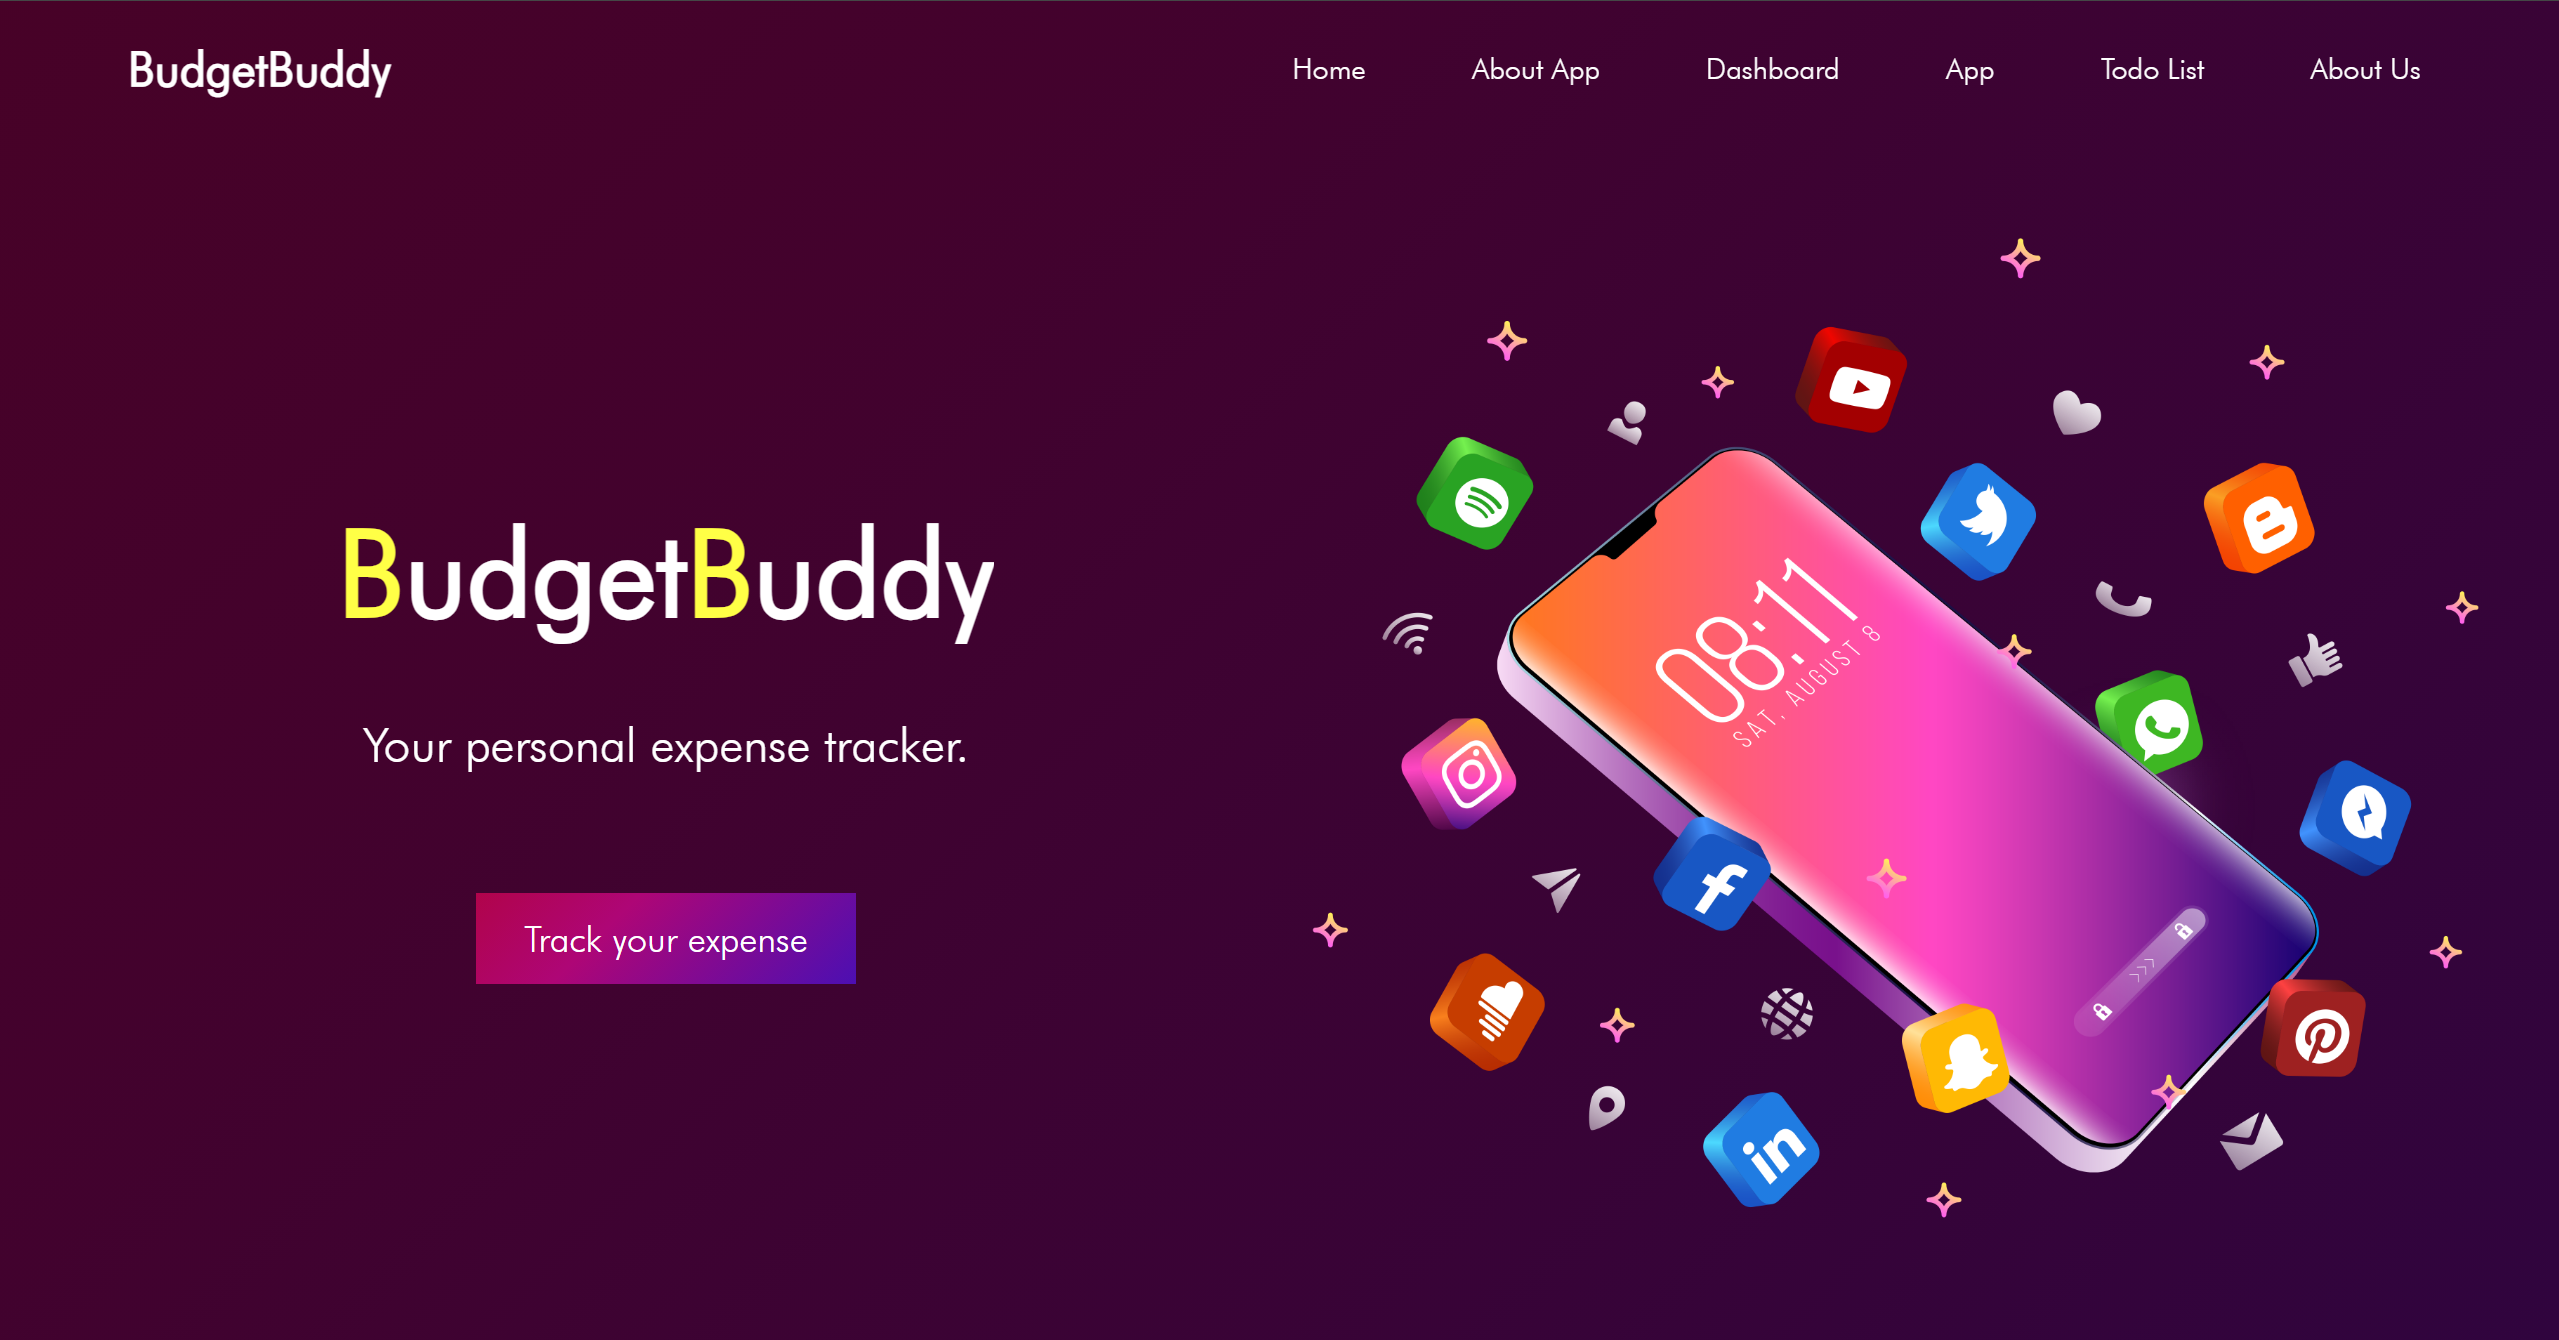 BudgetBuddy
Home About App Dashboard App Todo List About Us
BudgetBuddy
Your personal expense tracker.
Track your expense
08:11
SAT, AUGUST 8
in